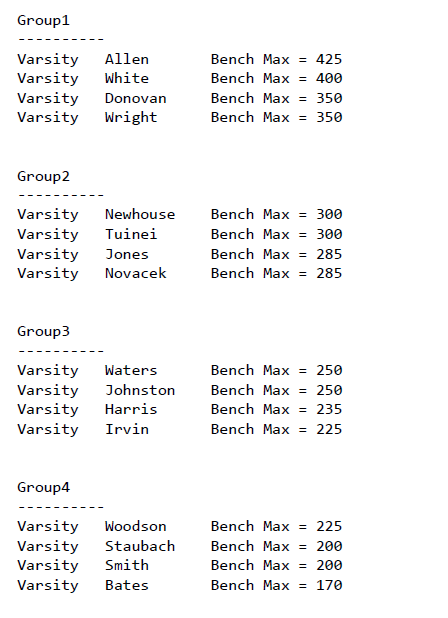 Group1
----------
Varsity   Allen       Bench Max = 425
Varsity   White       Bench Max = 400
Varsity   Donovan     Bench Max = 350
Varsity   Wright      Bench Max = 350
Group2
----------
Varsity   Newhouse    Bench Max = 300
Varsity   Tuinei      Bench Max = 300
Varsity   Jones       Bench Max = 285
Varsity   Novacek     Bench Max = 285
Group3
----------
Varsity   Waters      Bench Max = 250
Varsity   Johnston    Bench Max = 250
Varsity   Harris      Bench Max = 235
Varsity   Irvin       Bench Max = 225
Group4
----------
Varsity   Woodson     Bench Max = 225
Varsity   Staubach    Bench Max = 200
Varsity   Smith       Bench Max = 200
Varsity   Bates       Bench Max = 170